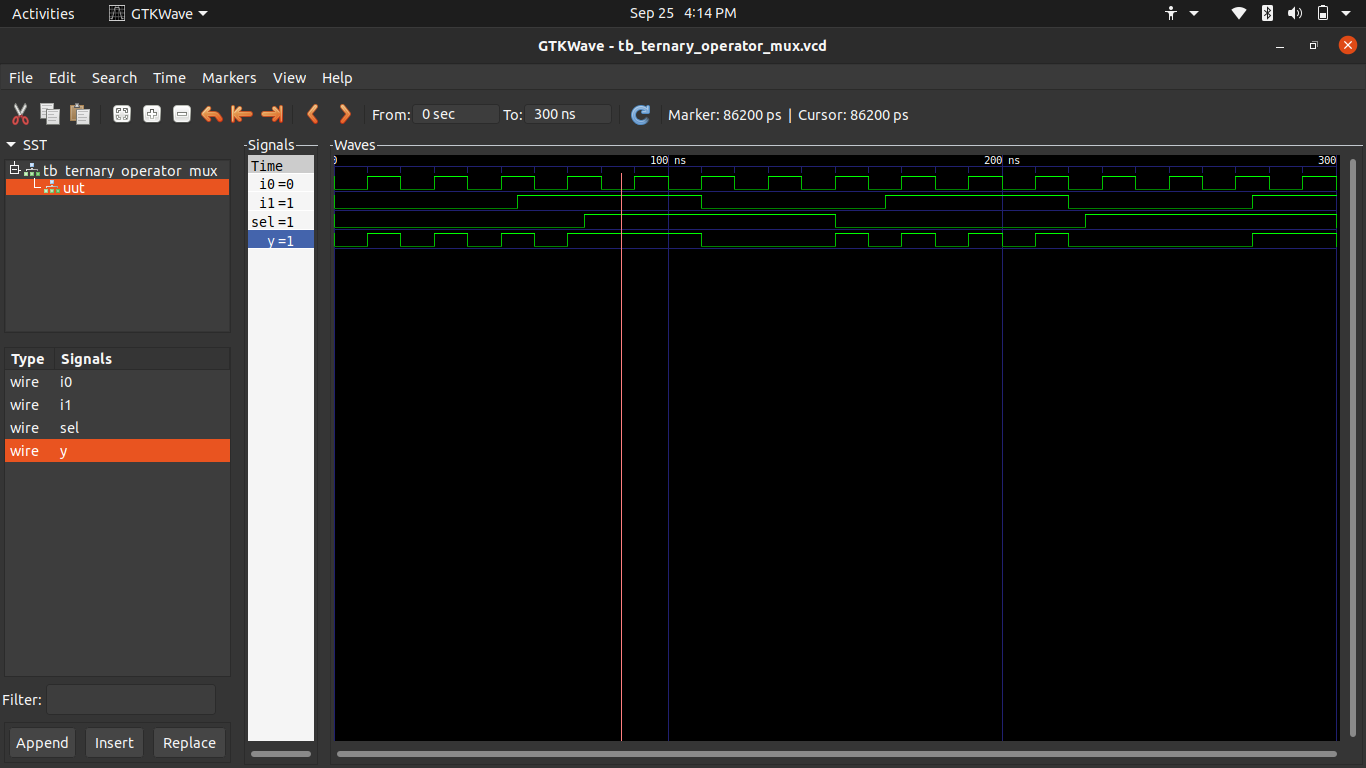 Activities GTKWave Sep 25 4:14 PM
GTKWave - tb_ternary_operator_mux.vcd
File Edit Search Time Markers View Help
From: 0 sec To: 300 ns Marker: 86200 ps | Cursor: 86200 ps
SST
tb_ternary_operator_mux
uut
Type Signals
wire i0
wire i1
wire sel
wire y
Filter:
Append Insert Replace
Signals
Time
i0=0
i1=1
sel=1
y=1
Waves
0 100 ns 200 ns 300